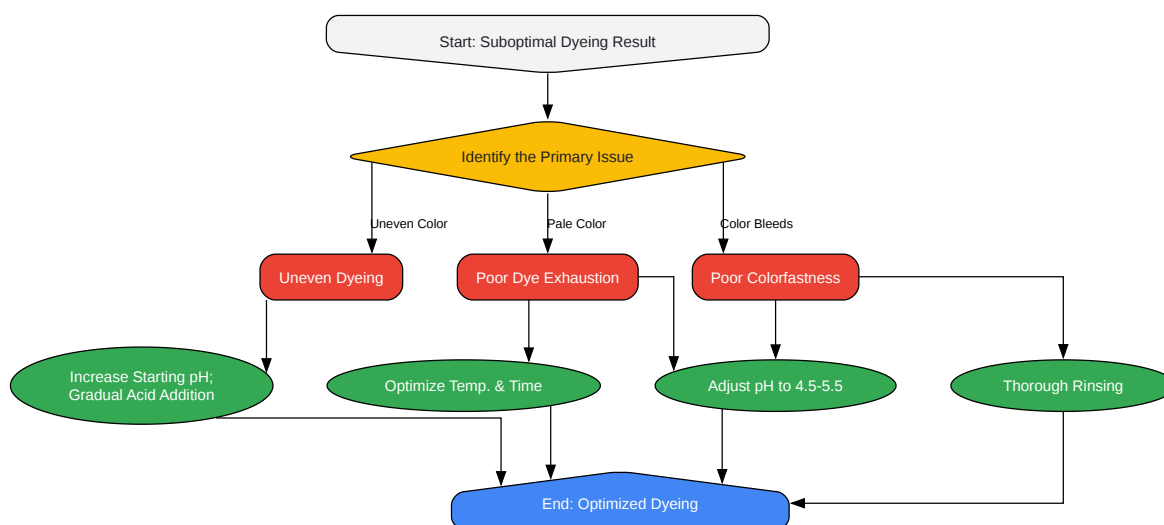 Start: Suboptimal Dyeing Result
Identify the Primary Issue
Uneven Color
Pale Color
Color Bleeds
Uneven Dyeing
Poor Dye Exhaustion
Poor Colorfastness
Increase Starting pH;
Gradual Acid Addition
Optimize Temp. & Time
Adjust pH to 4.5-5.5
Thorough Rinsing
End: Optimized Dyeing